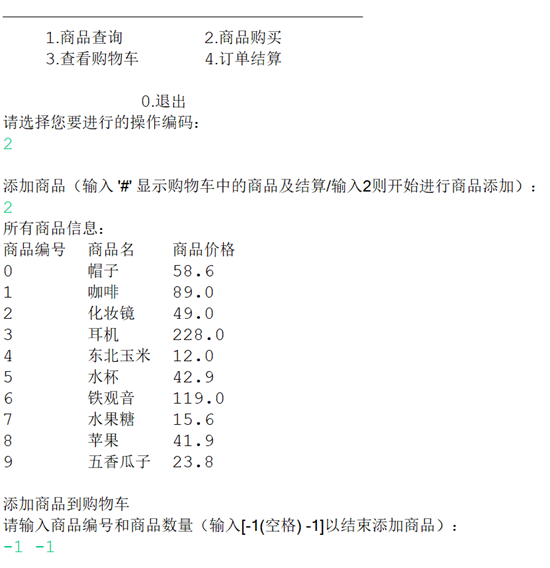 1.商品查询 2.商品购买
3.查看购物车 4.订单结算
0.退出
请选择您要进行的操作编码：
2
添加商品（输入 '#' 显示购物车中的商品及结算/输入2则开始进行商品添加）：
2
所有商品信息：
商品编号 商品名 商品价格
0 帽子 58.6
1 咖啡 89.0
2 化妆镜 49.0
3 耳机 228.0
4 东北玉米 12.0
5 水杯 42.9
6 铁观音 119.0
7 水果糖 15.6
8 苹果 41.9
9 五香瓜子 23.8
添加商品到购物车
请输入商品编号和商品数量（输入[-1(空格) -1]以结束添加商品）：
-1 -1